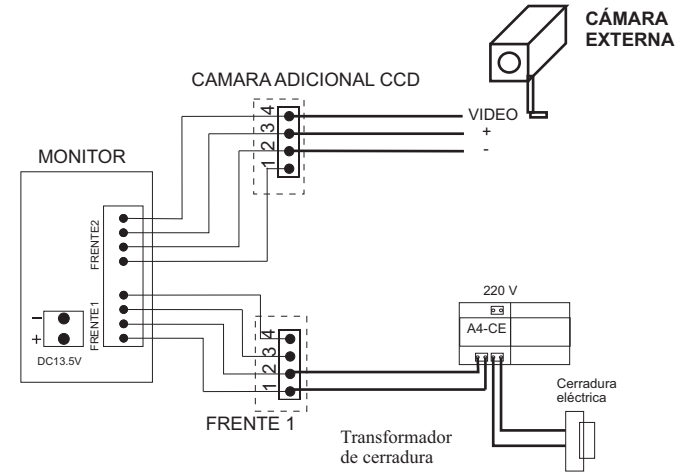 CÁMARA
EXTERNA
CAMARA ADICIONAL CCD
4
3
2
1
VIDEO
+
-
MONITOR
FRENTE2
FRENTE1
–
+
DC13.5V
4
3
2
1
FRENTE 1
220 V
A4-CE
Cerradura
eléctrica
Transformador
de cerradura